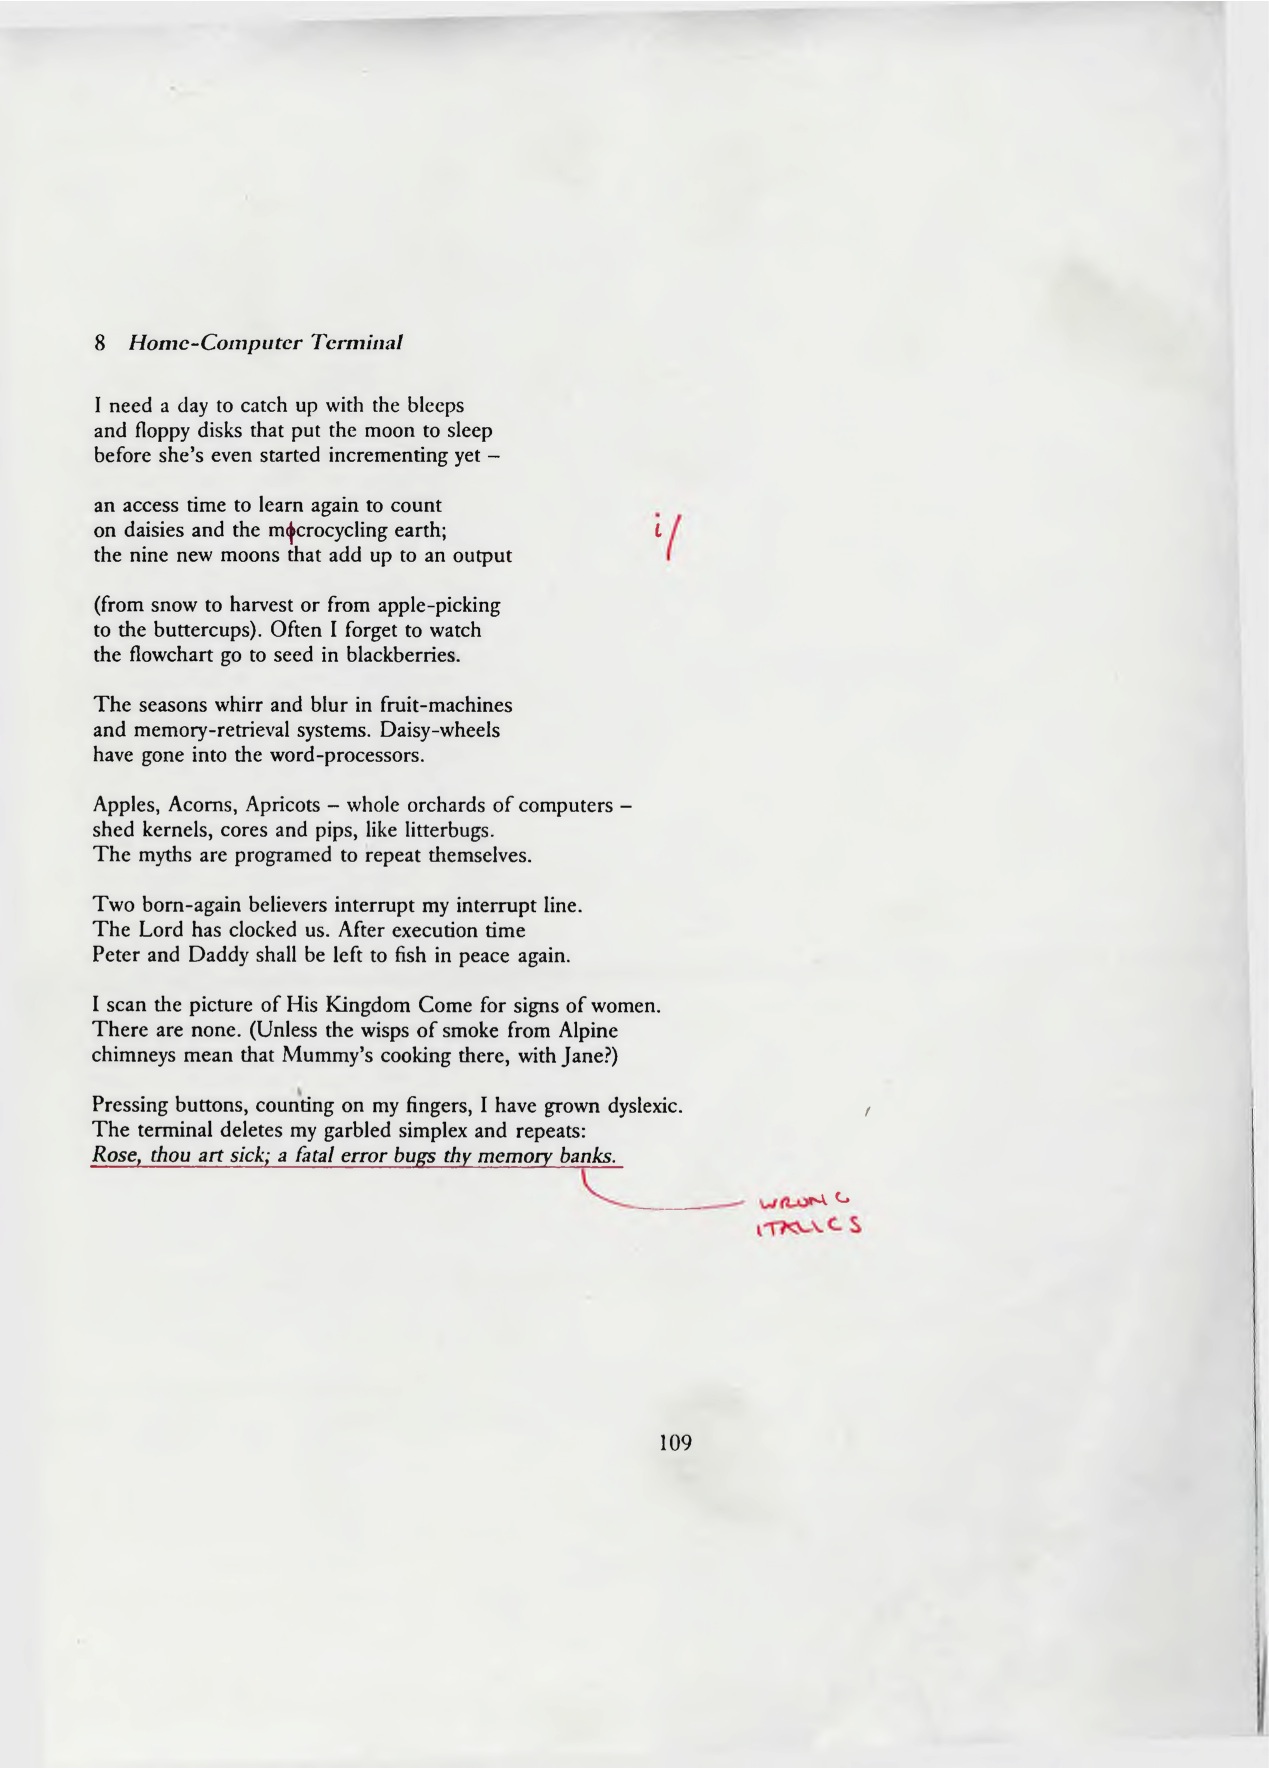 8 Home-Computer Terminal
I need a day to catch up with the bleeps
and floppy disks that put the moon to sleep
before she's even started incrementing yet –
an access time to learn again to count
on daisies and the macrocycling earth;
i/
the nine new moons that add up to an output
(from snow to harvest or from apple-picking
to the buttercups). Often I forget to watch
the flowchart go to seed in blackberries.
The seasons whirr and blur in fruit-machines
and memory-retrieval systems. Daisy-wheels
have gone into the word-processors.
Apples, Acorns, Apricots – whole orchards of computers –
shed kernels, cores and pips, like litterbugs.
The myths are programed to repeat themselves.
Two born-again believers interrupt my interrupt line.
The Lord has clocked us. After execution time
Peter and Daddy shall be left to fish in peace again.
I scan the picture of His Kingdom Come for signs of women.
There are none. (Unless the wisps of smoke from Alpine
chimneys mean that Mummy's cooking there, with Jane?)
Pressing buttons, counting on my fingers, I have grown dyslexic.
The terminal deletes my garbled simplex and repeats:
Rose, thou art sick; a fatal error bugs thy memory banks.
WRONG
ITALICS
109